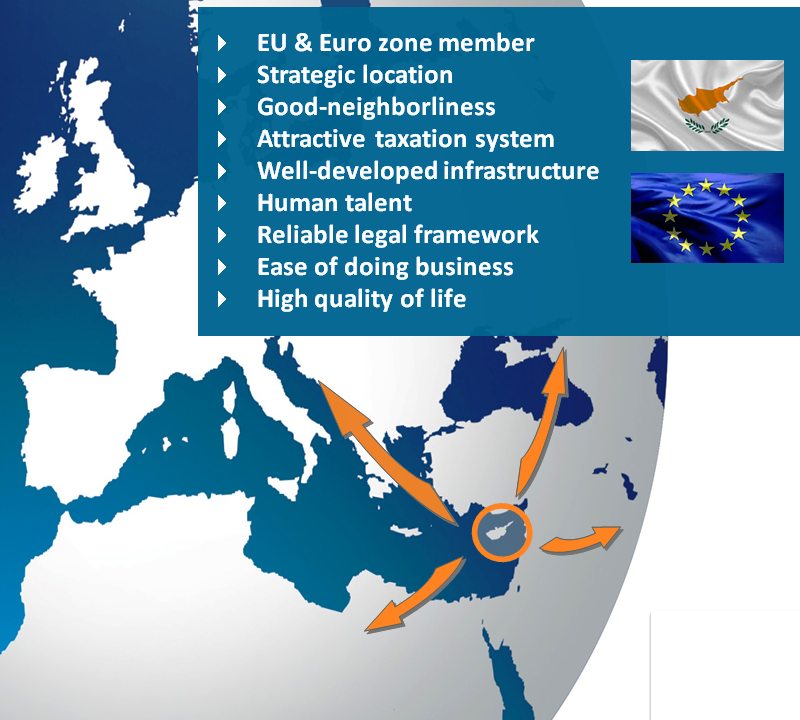 EU & Euro zone member
Strategic location
Good-neighborliness
Attractive taxation system
Well-developed infrastructure
Human talent
Reliable legal framework
Ease of doing business
High quality of life